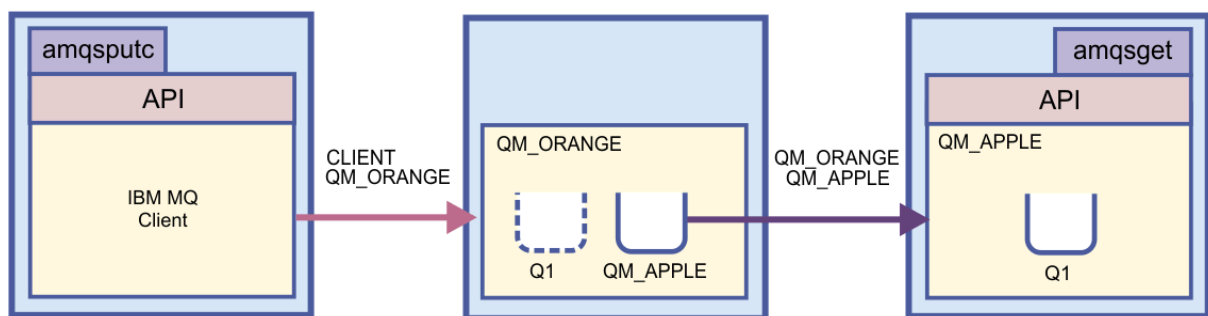 amqsputc
API
IBM MQ
Client
CLIENT
QM_ORANGE
QM_ORANGE
Q1
QM_APPLE
QM_ORANGE
QM_APPLE
amqsget
API
QM_APPLE
Q1